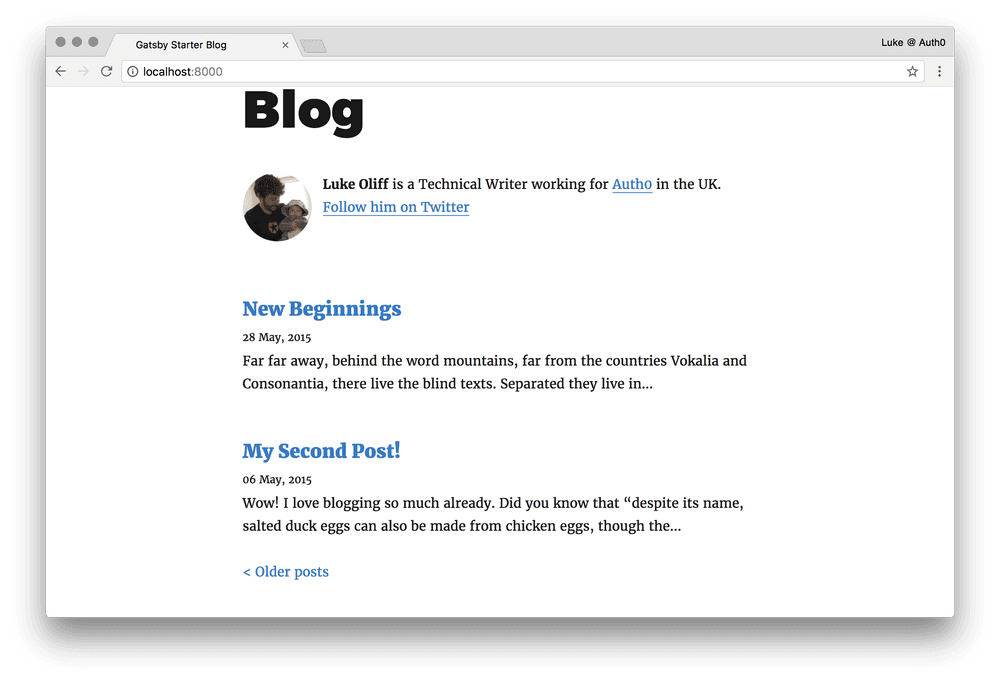 Gatsby Starter Blog
Luke @ Auth0
localhost:8000
Blog
Luke Oliff is a Technical Writer working for Auth0 in the UK.
Follow him on Twitter
New Beginnings
28 May, 2015
Far far away, behind the word mountains, far from the countries Vokalia and
Consonantia, there live the blind texts. Separated they live in…
My Second Post!
06 May, 2015
Wow! I love blogging so much already. Did you know that “despite its name,
salted duck eggs can also be made from chicken eggs, though the…
< Older posts